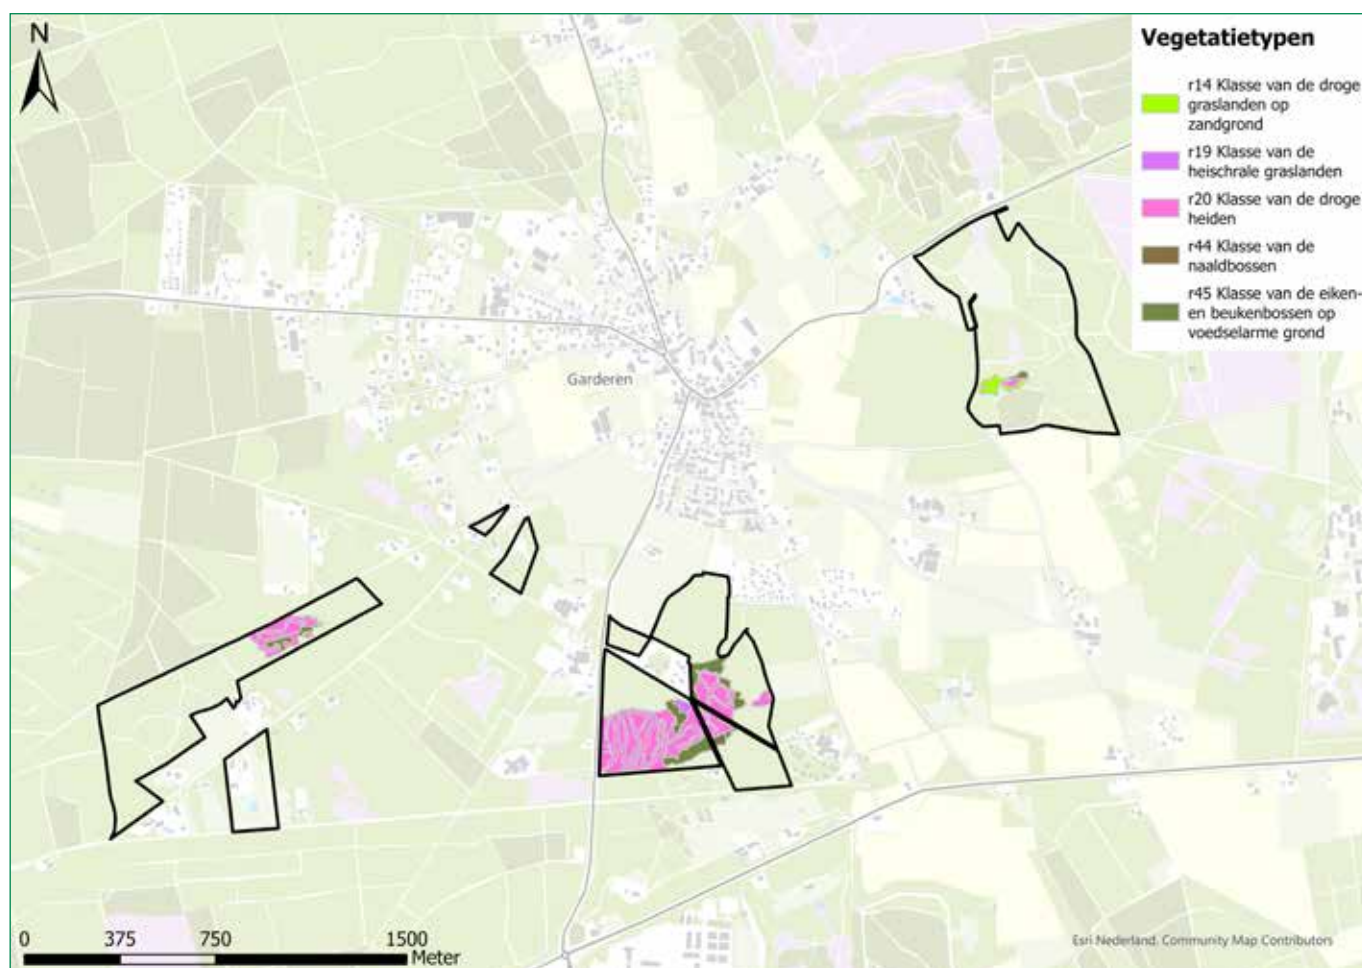 N
Vegetatietypen
r14 Klasse van de droge
graslanden op
zandgrond
r19 Klasse van de
heischrale graslanden
r20 Klasse van de droge
heiden
r44 Klasse van de
naaldbossen
r45 Klasse van de eiken-
en beukenbossen op
voedselarme grond
Garderen
0 375 750 1500
Meter
Esri Nederland, Community Map Contributors